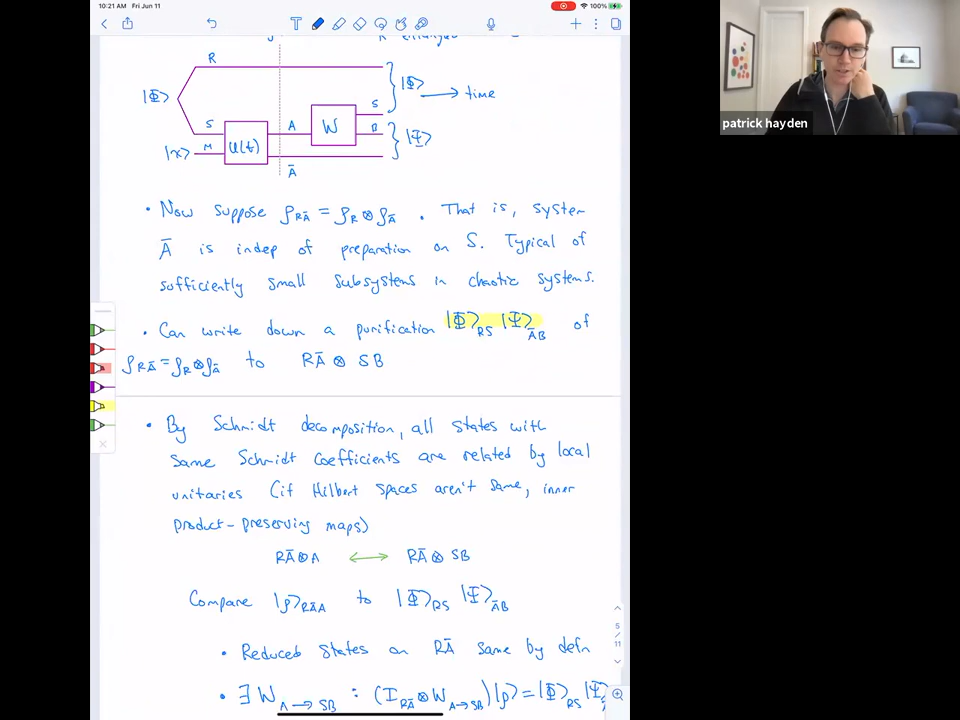 10:21 AM Fri Jun 11
100%
R
|Φ⟩
|Φ⟩ → time
S
S
A
W
B
|x⟩
M
U(t)
|Ψ⟩
Ā
patrick hayden
• Now suppose ρ_RĀ = ρ_R ⊗ ρ_Ā . That is, system
Ā is indep of preparation on S. Typical of
sufficiently small subsystems in chaotic systems.
• Can write down a purification |Φ⟩_RS |Ψ⟩_ĀB of
ρ_RĀ = ρ_R ⊗ ρ_Ā to RĀ ⊗ SB
• By Schmidt decomposition, all states with
same Schmidt coefficients are related by local
unitaries (if Hilbert spaces aren't same, inner
product-preserving maps)
RĀ⊗A ⟷ RĀ⊗ SB
Compare |ρ⟩_RĀA to |Φ⟩_RS |Ψ⟩_ĀB
• Reduced states on RĀ same by defn
• ∃ W_A→SB : (I_RĀ ⊗ W_A→SB)|ρ⟩ = |Φ⟩_RS |Ψ⟩
5
/
11